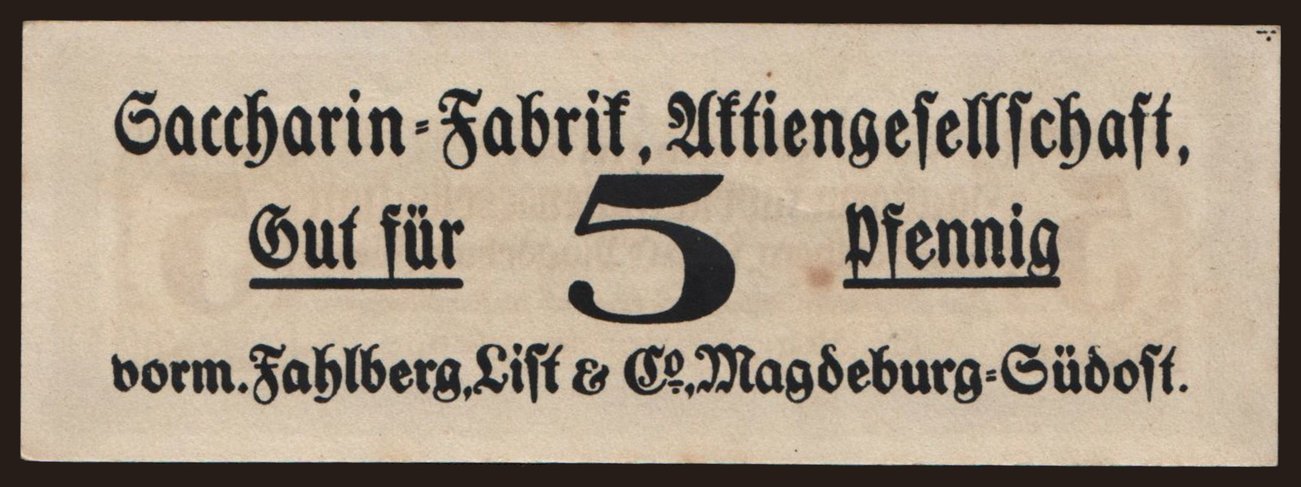 Saccharin-Fabrik, Aktiengesellschaft,
Gut für 5 Pfennig
vorm. Fahlberg, List & Co., Magdeburg-Südost.